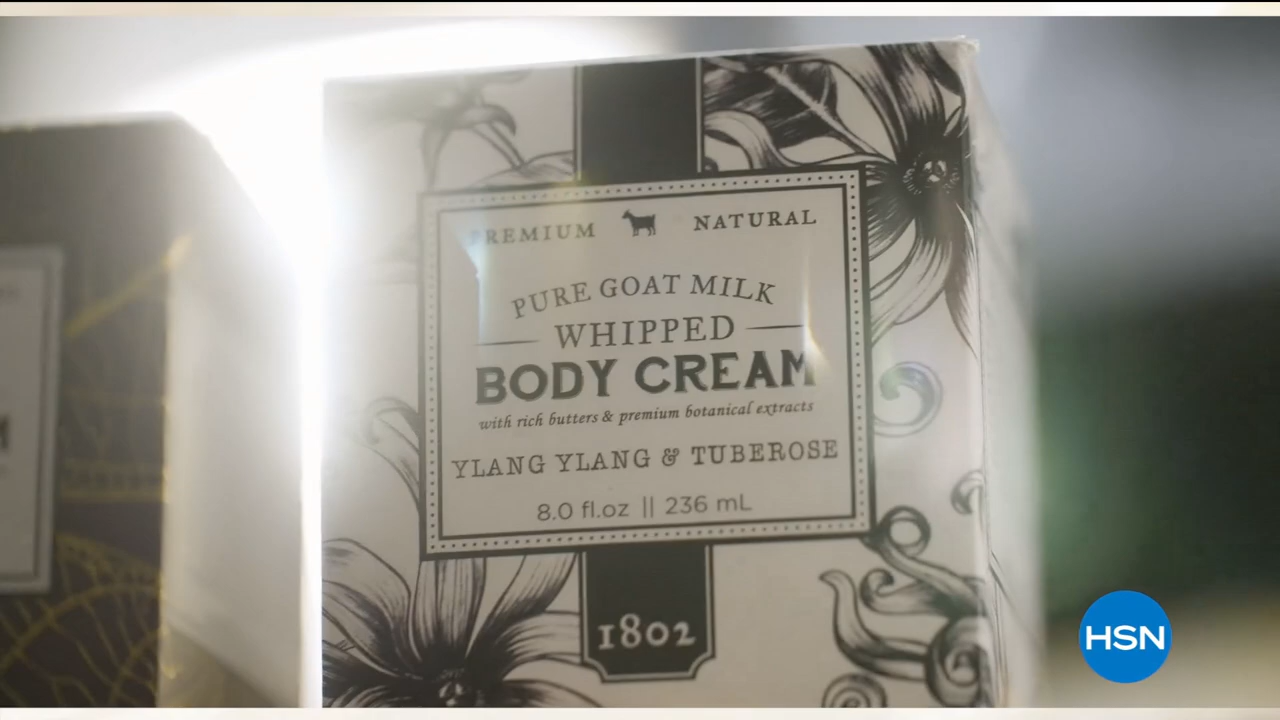 PREMIUM NATURAL
PURE GOAT MILK
WHIPPED
BODY CREAM
with rich butters & premium botanical extracts
YLANG YLANG & TUBEROSE
8.0 fl.oz || 236 mL
1802
HSN